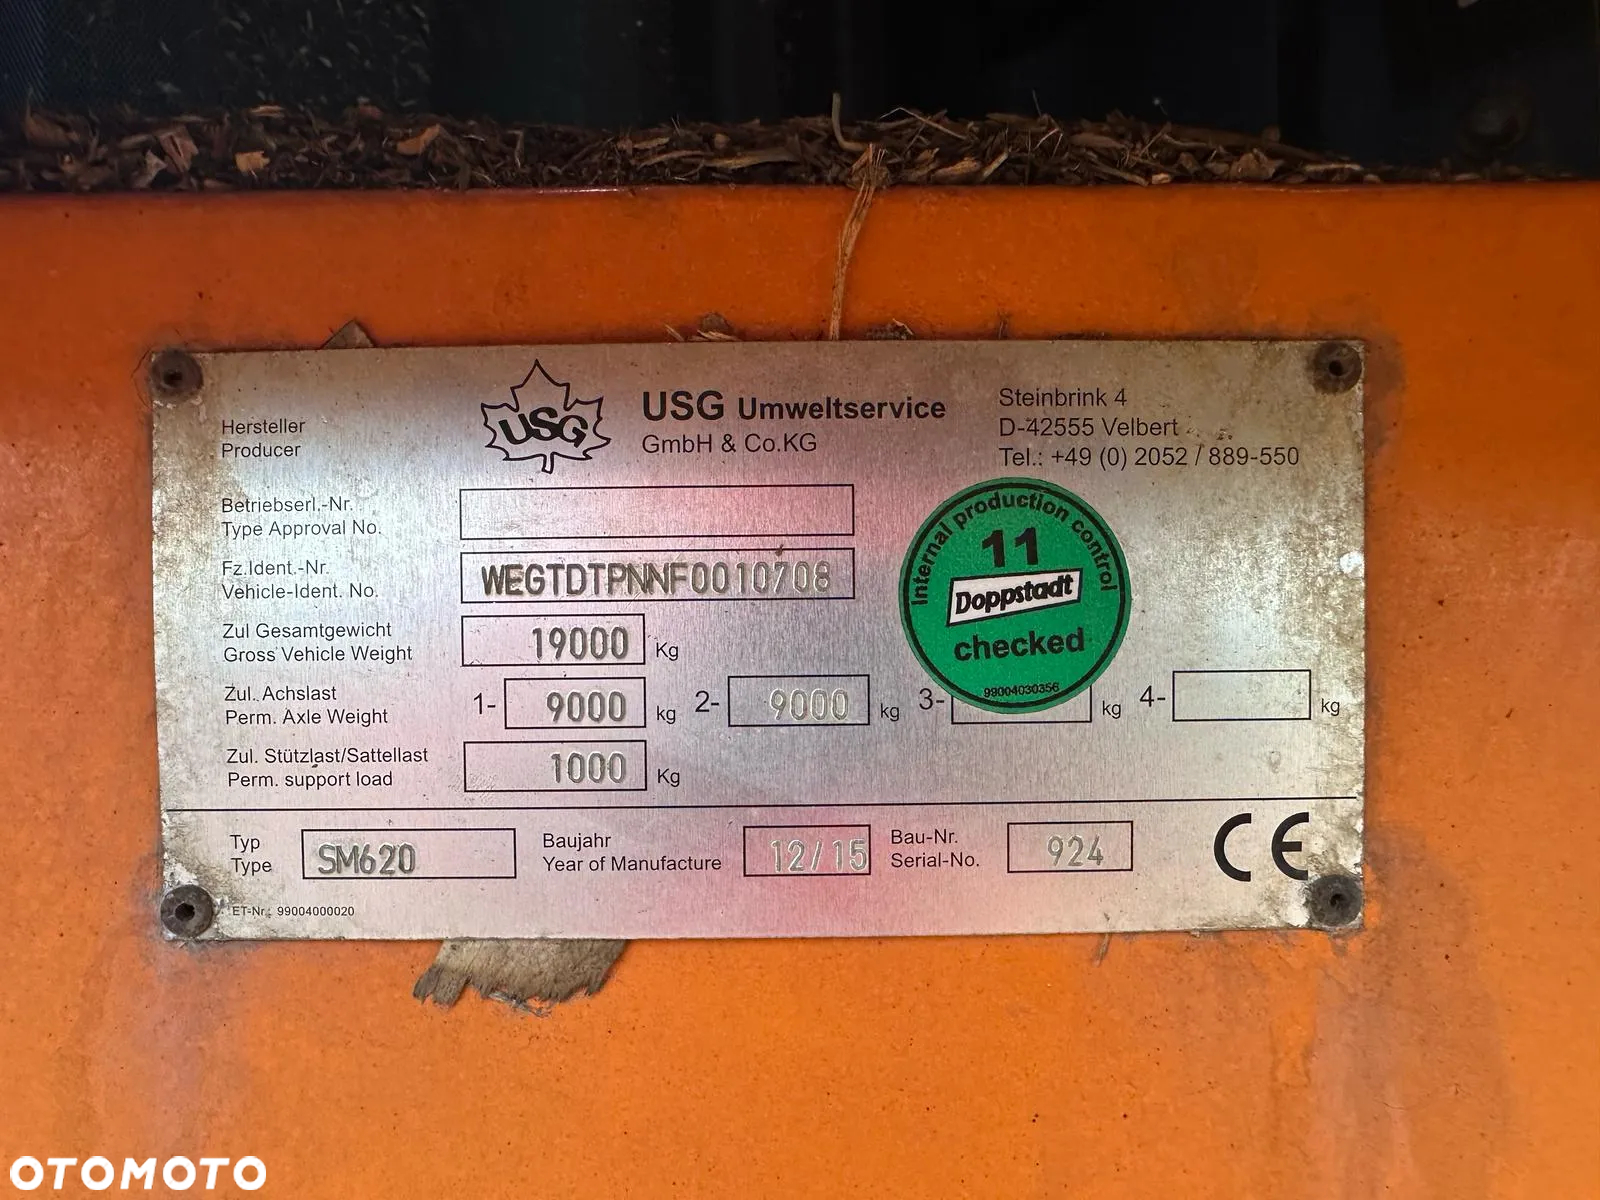 USG
USG Umweltservice
GmbH & Co.KG
Steinbrink 4
D-42555 Velbert
Tel.: +49 (0) 2052 / 889-550
Hersteller
Producer
Betriebserl.-Nr.
Type Approval No.
Fz.Ident.-Nr.
Vehicle-Ident. No.
WEGTDTPNNF0010708
Internal production control
11
Doppstadt
checked
99004030356
Zul Gesamtgewicht
Gross Vehicle Weight
19000 Kg
Zul. Achslast
Perm. Axle Weight
1- 9000 kg 2- 9000 kg 3- kg 4- kg
Zul. Stützlast/Sattellast
Perm. support load
1000 Kg
Typ
Type
SM620
Baujahr
Year of Manufacture
12/15
Bau-Nr.
Serial-No.
924
CE
ET-Nr.: 99004000020
OTOMOTO